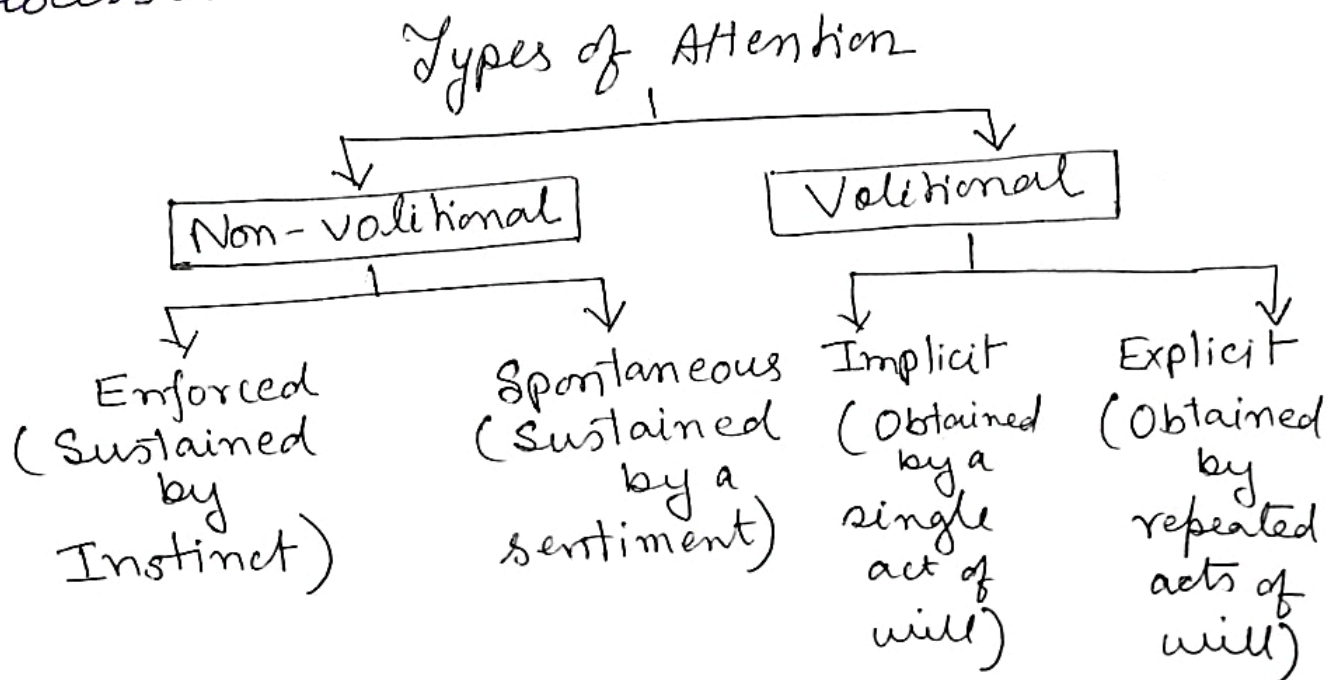 Types of Attention
Non-volitional
Volitional
Enforced
(Sustained
by
Instinct)
Spontaneous
(Sustained
by a
sentiment)
Implicit
(Obtained
by a
single
act of
will)
Explicit
(Obtained
by
repeated
acts of
will)